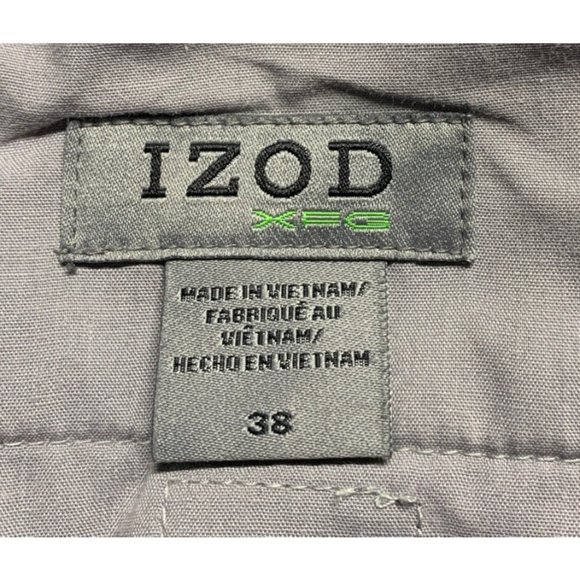 IZOD
XFG
MADE IN VIETNAM/
FABRIQUÉ AU
VIÊTNAM/
HECHO EN VIETNAM
38